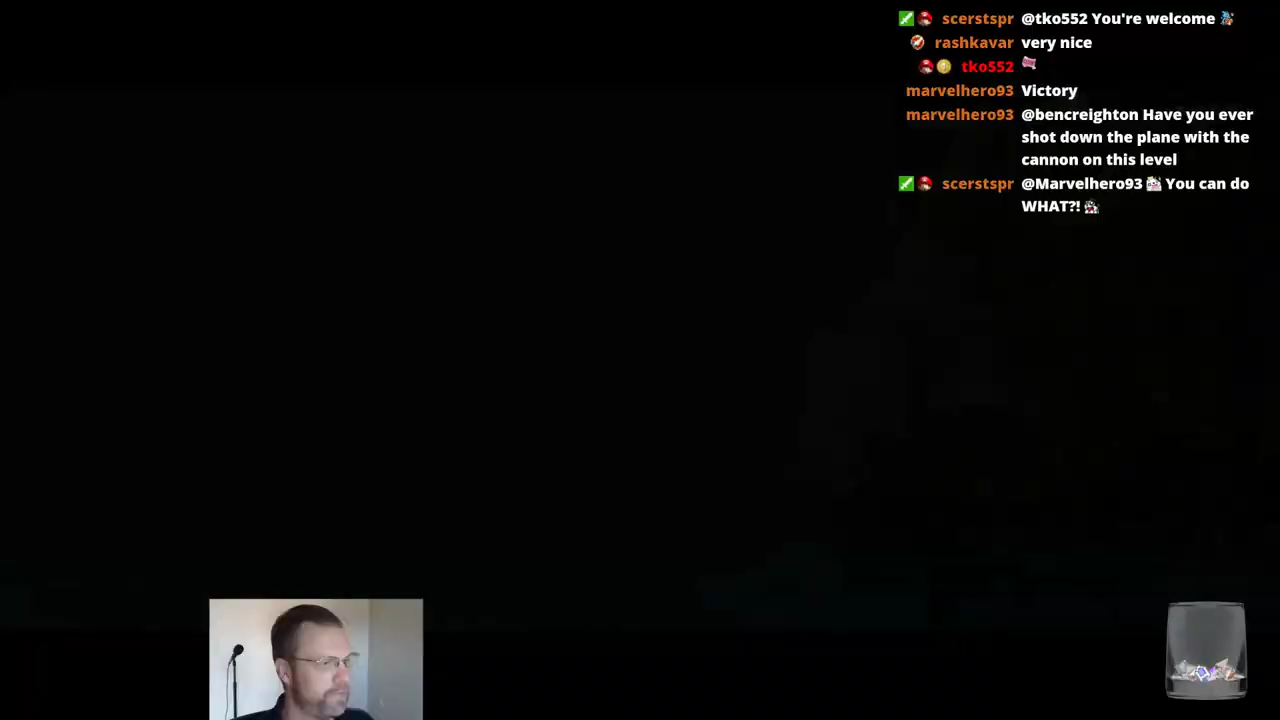 scerstspr @tko552 You're welcome
rashkavar very nice
tko552
marvelhero93 Victory
marvelhero93 @bencreighton Have you ever
shot down the plane with the
cannon on this level
scerstspr @Marvelhero93 You can do
WHAT?!